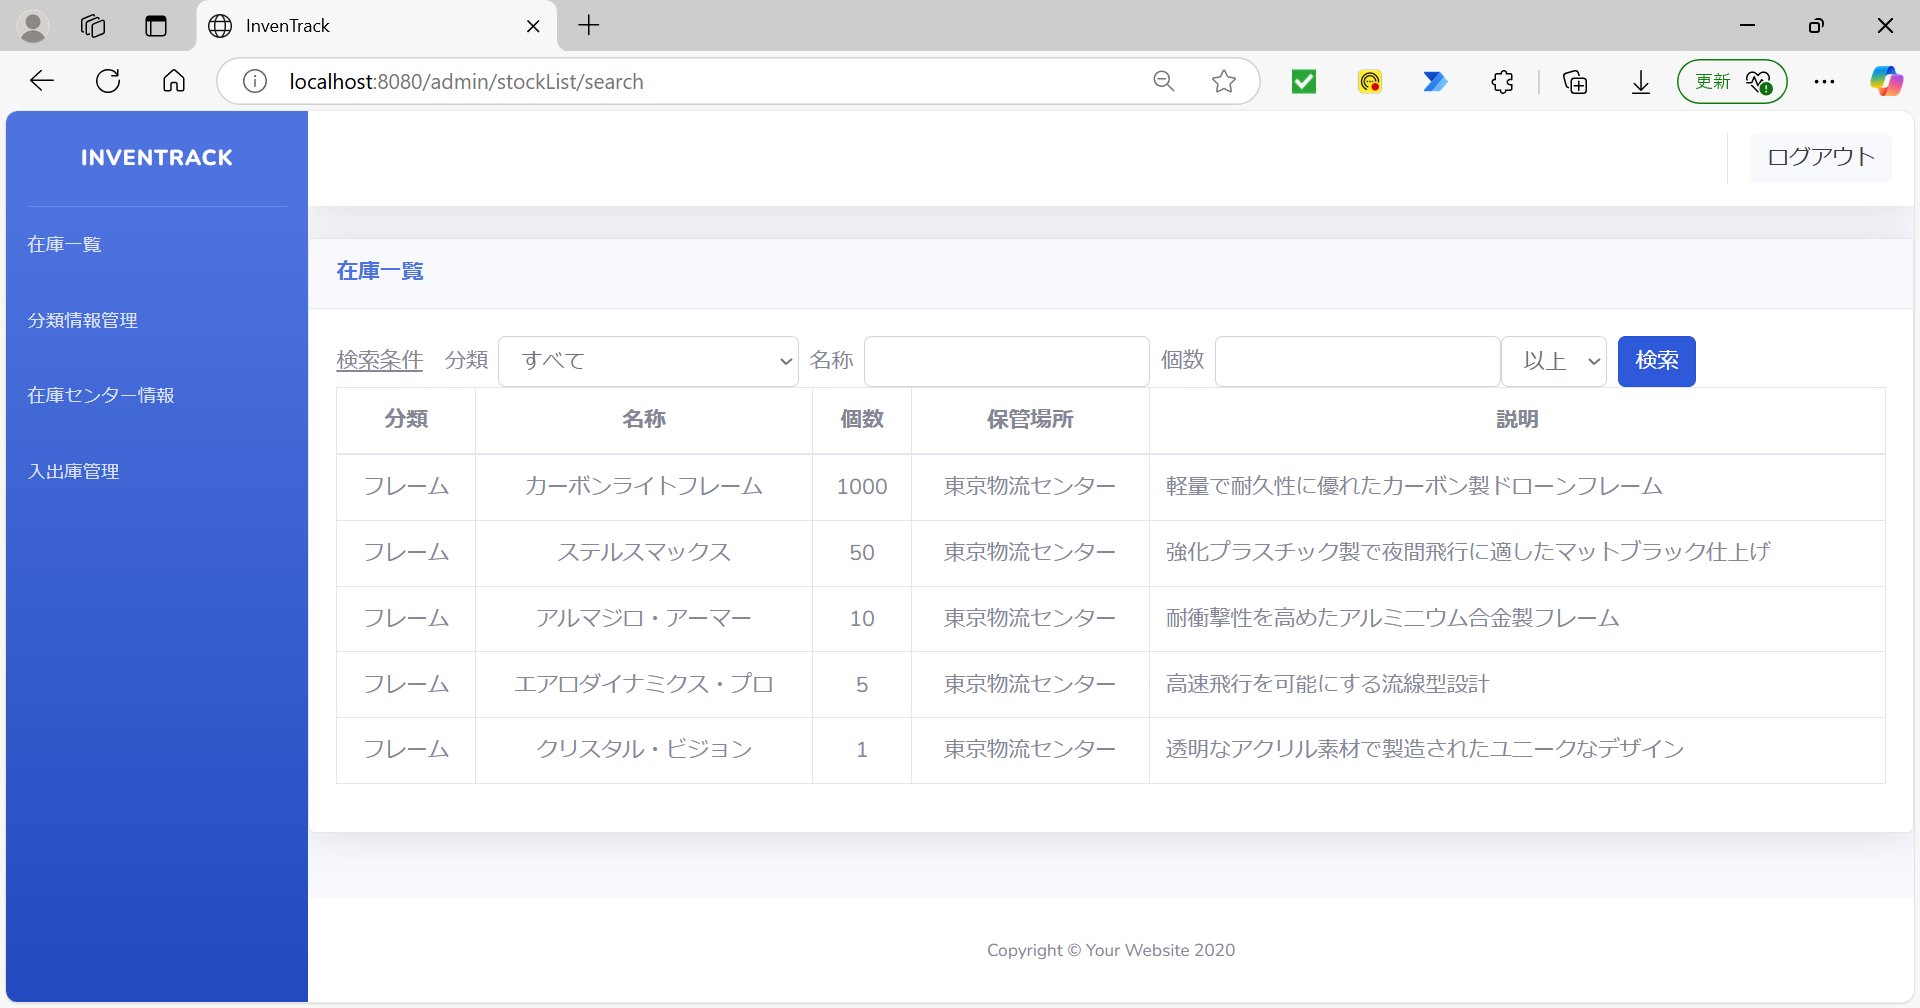 InvenTrack
localhost:8080/admin/stockList/search
更新
INVENTRACK
ログアウト
在庫一覧
分類情報管理
在庫センター情報
入出庫管理
在庫一覧
検索条件 分類 すべて 名称 個数 以上 検索
分類 名称 個数 保管場所 説明
フレーム カーボンライトフレーム 1000 東京物流センター 軽量で耐久性に優れたカーボン製ドローンフレーム
フレーム ステルスマックス 50 東京物流センター 強化プラスチック製で夜間飛行に適したマットブラック仕上げ
フレーム アルマジロ・アーマー 10 東京物流センター 耐衝撃性を高めたアルミニウム合金製フレーム
フレーム エアロダイナミクス・プロ 5 東京物流センター 高速飛行を可能にする流線型設計
フレーム クリスタル・ビジョン 1 東京物流センター 透明なアクリル素材で製造されたユニークなデザイン
Copyright © Your Website 2020